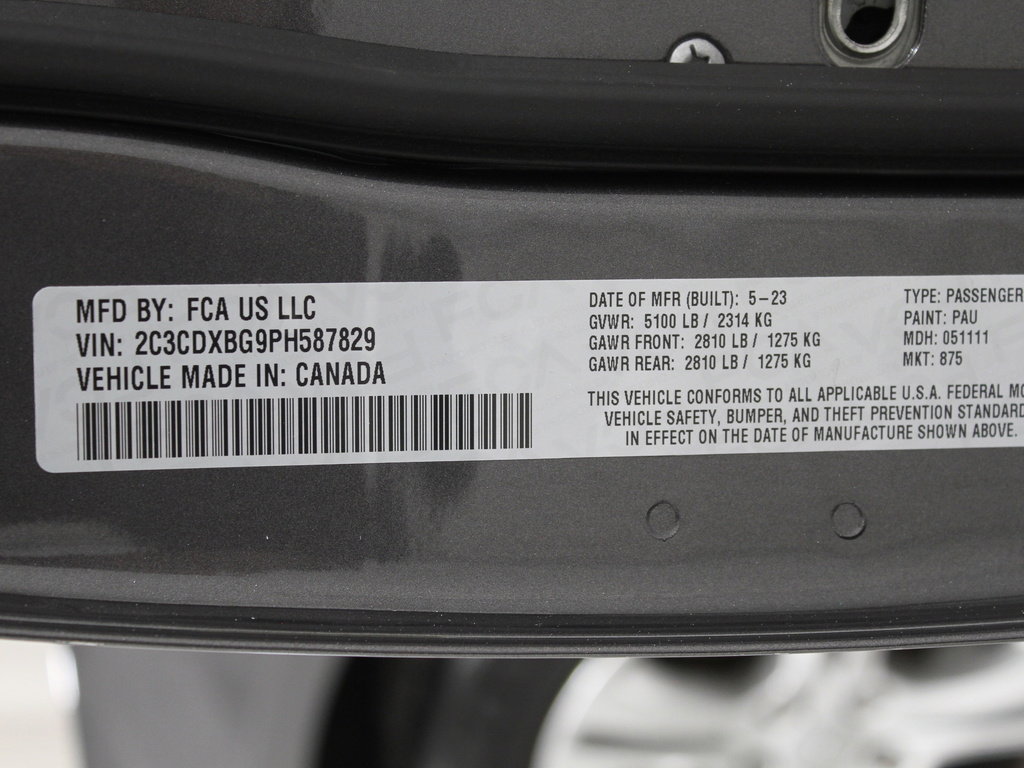 MFD BY: FCA US LLC
VIN: 2C3CDXBG9PH587829
VEHICLE MADE IN: CANADA
DATE OF MFR (BUILT): 5-23
GVWR: 5100 LB / 2314 KG
GAWR FRONT: 2810 LB / 1275 KG
GAWR REAR: 2810 LB / 1275 KG
TYPE: PASSENGER
PAINT: PAU
MDH: 051111
MKT: 875
THIS VEHICLE CONFORMS TO ALL APPLICABLE U.S.A. FEDERAL
VEHICLE SAFETY, BUMPER, AND THEFT PREVENTION STANDARD
IN EFFECT ON THE DATE OF MANUFACTURE SHOWN ABOVE.